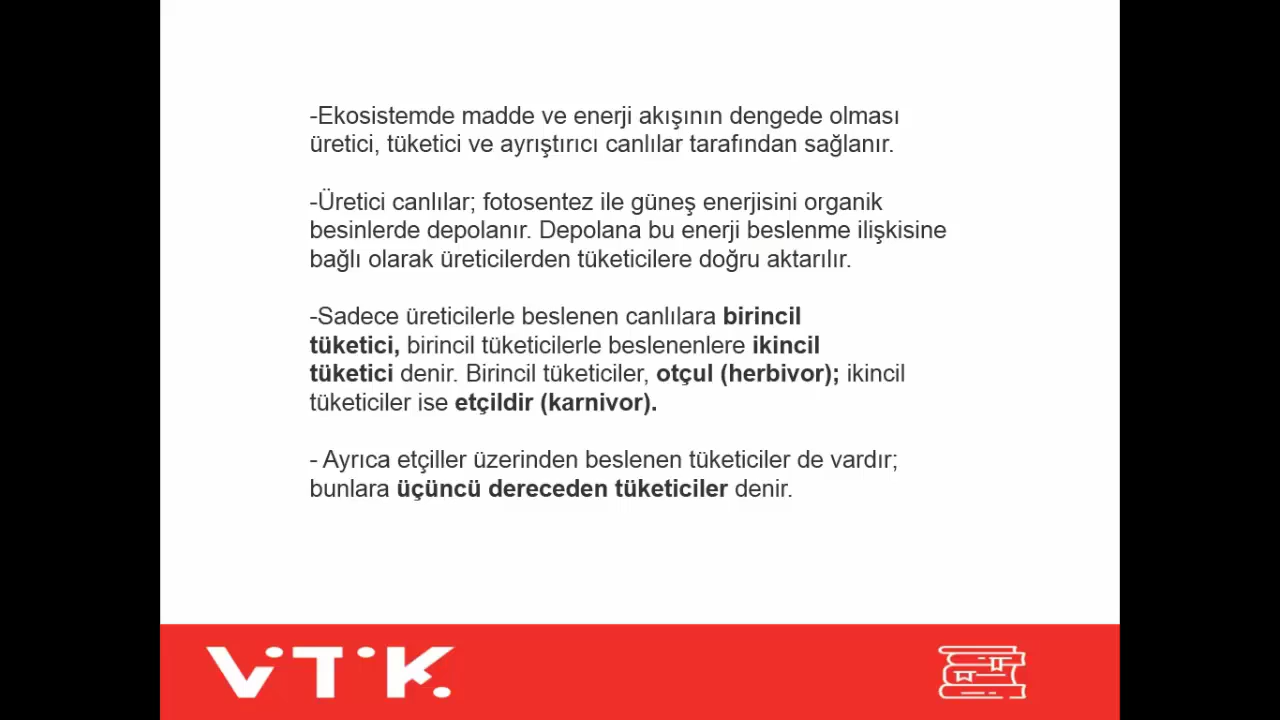 -Ekosistemde madde ve enerji akışının dengede olması
üretici, tüketici ve ayrıştırıcı canlılar tarafından sağlanır.
-Üretici canlılar; fotosentez ile güneş enerjisini organik
besinlerde depolanır. Depolana bu enerji beslenme ilişkisine
bağlı olarak üreticilerden tüketicilere doğru aktarılır.
-Sadece üreticilerle beslenen canlılara birincil
tüketici, birincil tüketicilerle beslenenlere ikincil
tüketici denir. Birincil tüketiciler, otçul (herbivor); ikincil
tüketiciler ise etçildir (karnivor).
- Ayrıca etçiller üzerinden beslenen tüketiciler de vardır;
bunlara üçüncü dereceden tüketiciler denir.
ViTiK.